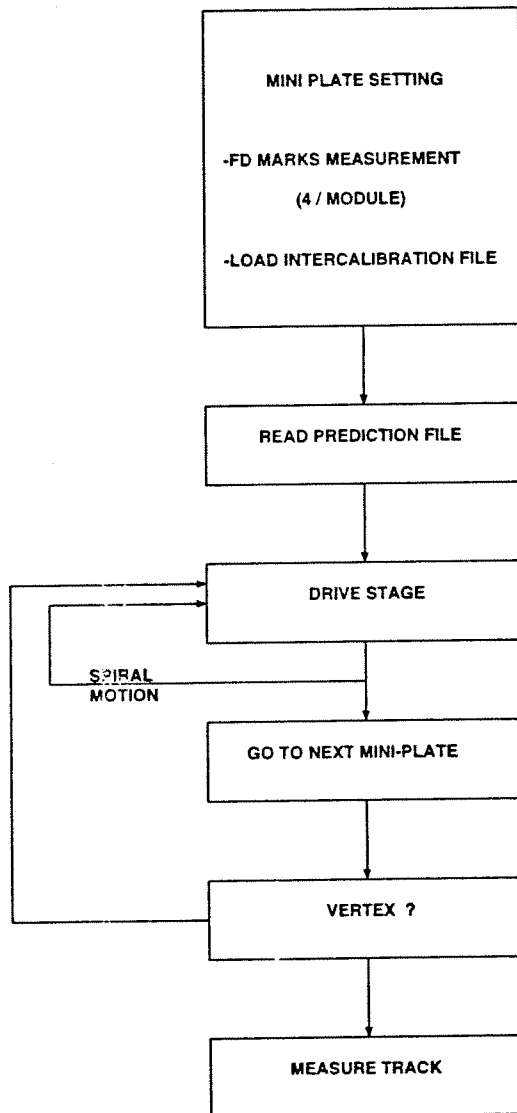 MINI PLATE SETTING
-FD MARKS MEASUREMENT
(4 / MODULE)
-LOAD INTERCALIBRATION FILE
READ PREDICTION FILE
DRIVE STAGE
SPIRAL
MOTION
GO TO NEXT MINI-PLATE
VERTEX ?
MEASURE TRACK